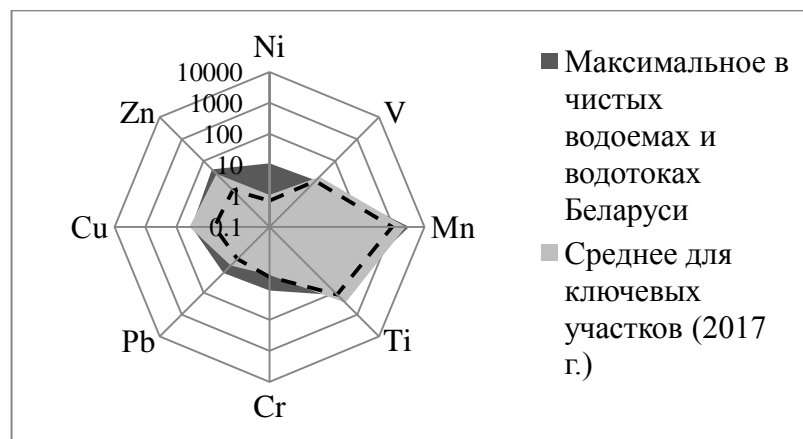 Ni
10000
1000
100
10
1
0.1
V
Mn
Ti
Cr
Pb
Cu
Zn
Максимальное в
чистых
водоемах и
водотоках
Беларуси
Среднее для
ключевых
участков (2017
г.)